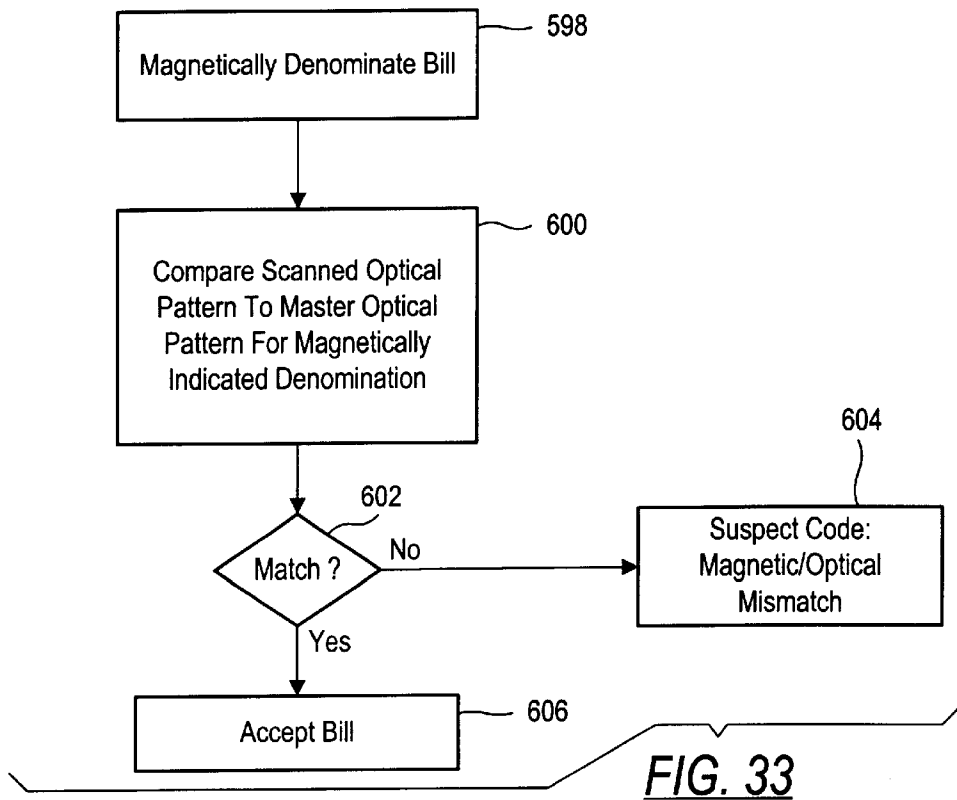 598
Magnetically Denominate Bill
600
Compare Scanned Optical
Pattern To Master Optical
Pattern For Magnetically
Indicated Denomination
602
Match ?
No
604
Suspect Code:
Magnetic/Optical
Mismatch
Yes
606
Accept Bill
FIG. 33